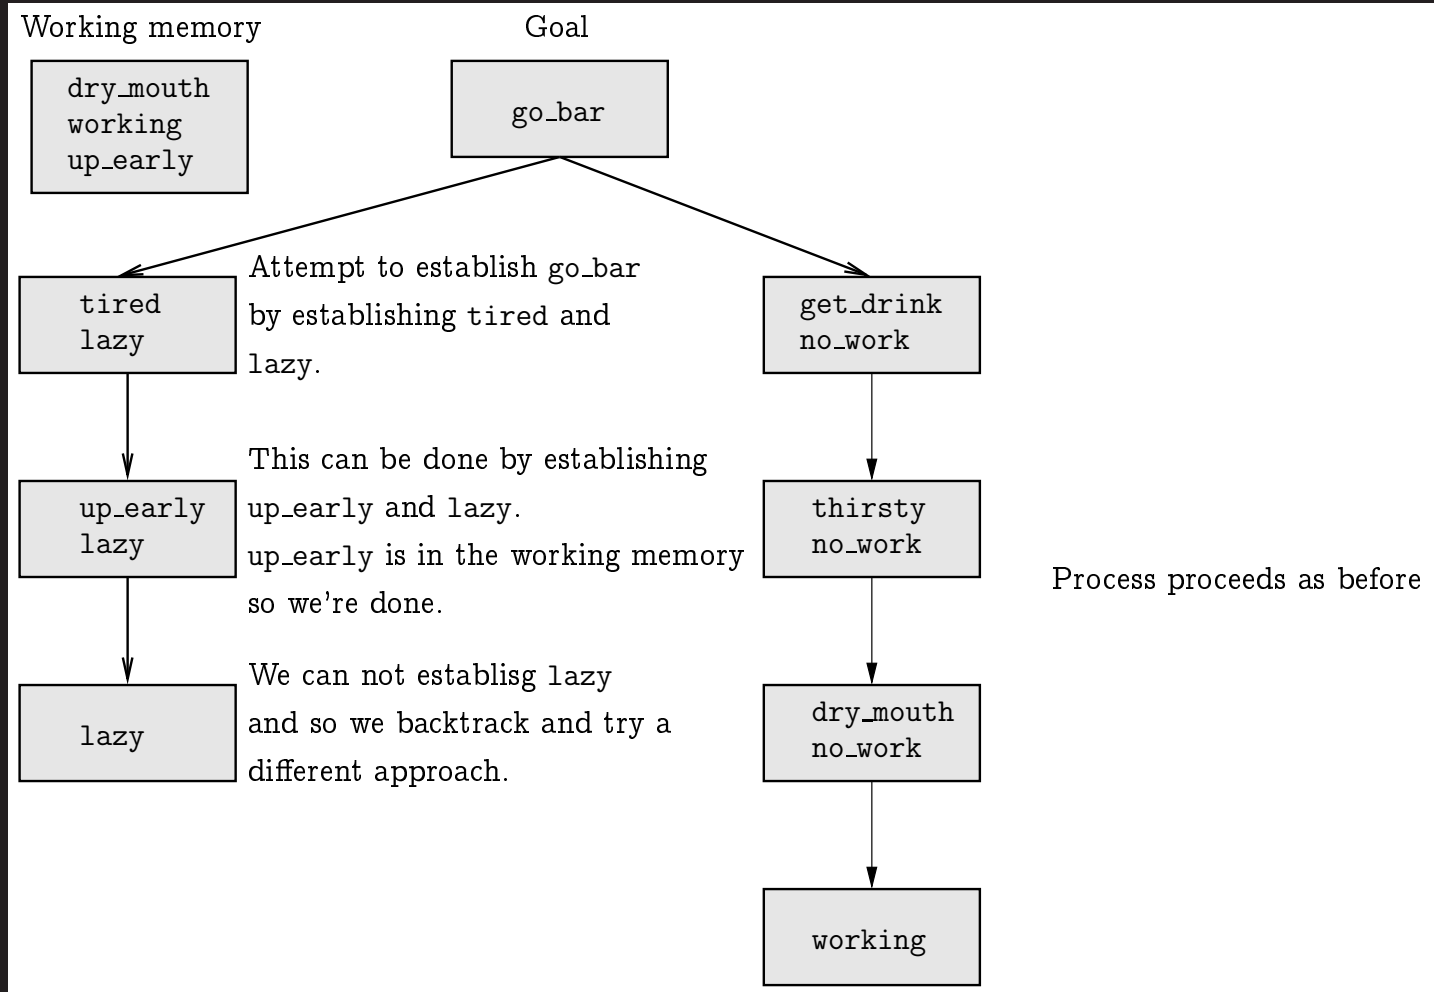 Working memory
Goal
dry_mouth
working
up_early
go_bar
tired
lazy
Attempt to establish go_bar
by establishing tired and
lazy.
get_drink
no_work
up_early
lazy
This can be done by establishing
up_early and lazy.
up_early is in the working memory
so we're done.
thirsty
no_work
Process proceeds as before
lazy
We can not establisg lazy
and so we backtrack and try a
different approach.
dry_mouth
no_work
working